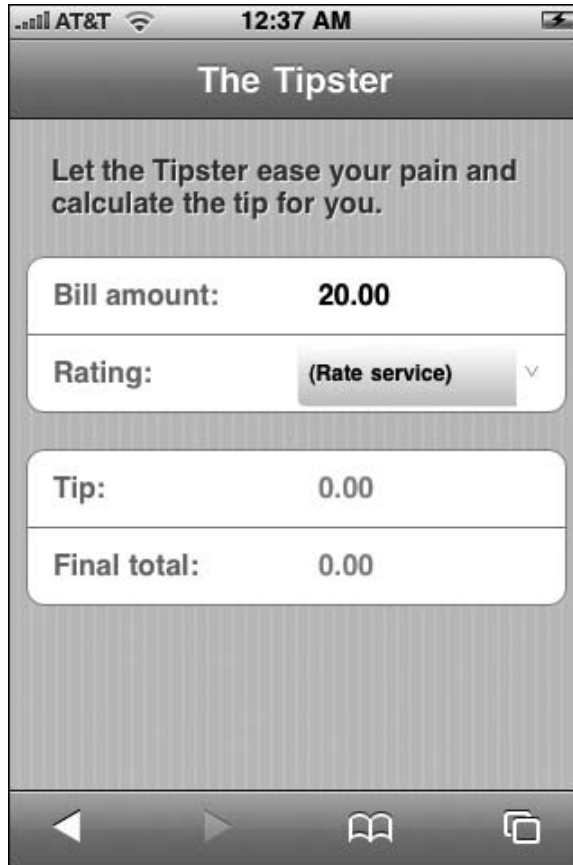 AT&T 12:37 AM
The Tipster
Let the Tipster ease your pain and
calculate the tip for you.
Bill amount: 20.00
Rating: (Rate service)
Tip: 0.00
Final total: 0.00